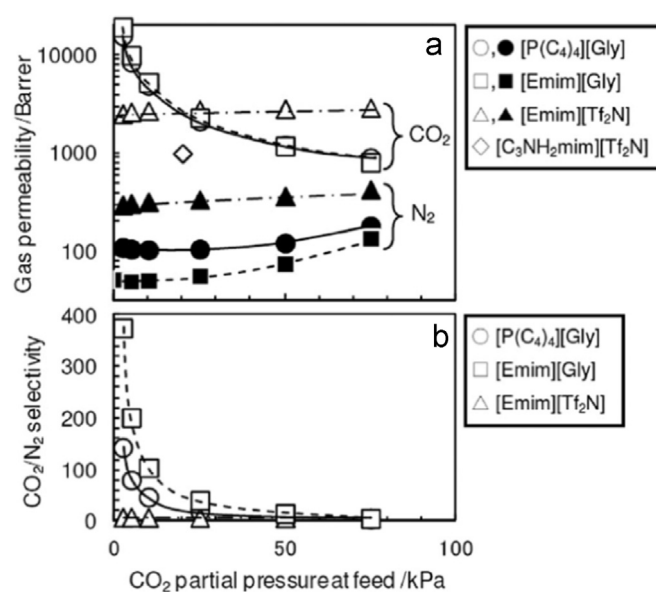 a
Gas permeability/Barrer
10000
1000
100
CO₂
N₂
[P(C₄)₄][Gly]
[Emim][Gly]
[Emim][Tf₂N]
[C₃NH₂mim][Tf₂N]
b
CO₂/N₂ selectivity
400
300
200
100
0
[P(C₄)₄][Gly]
[Emim][Gly]
[Emim][Tf₂N]
0 50 100
CO₂ partial pressure at feed /kPa